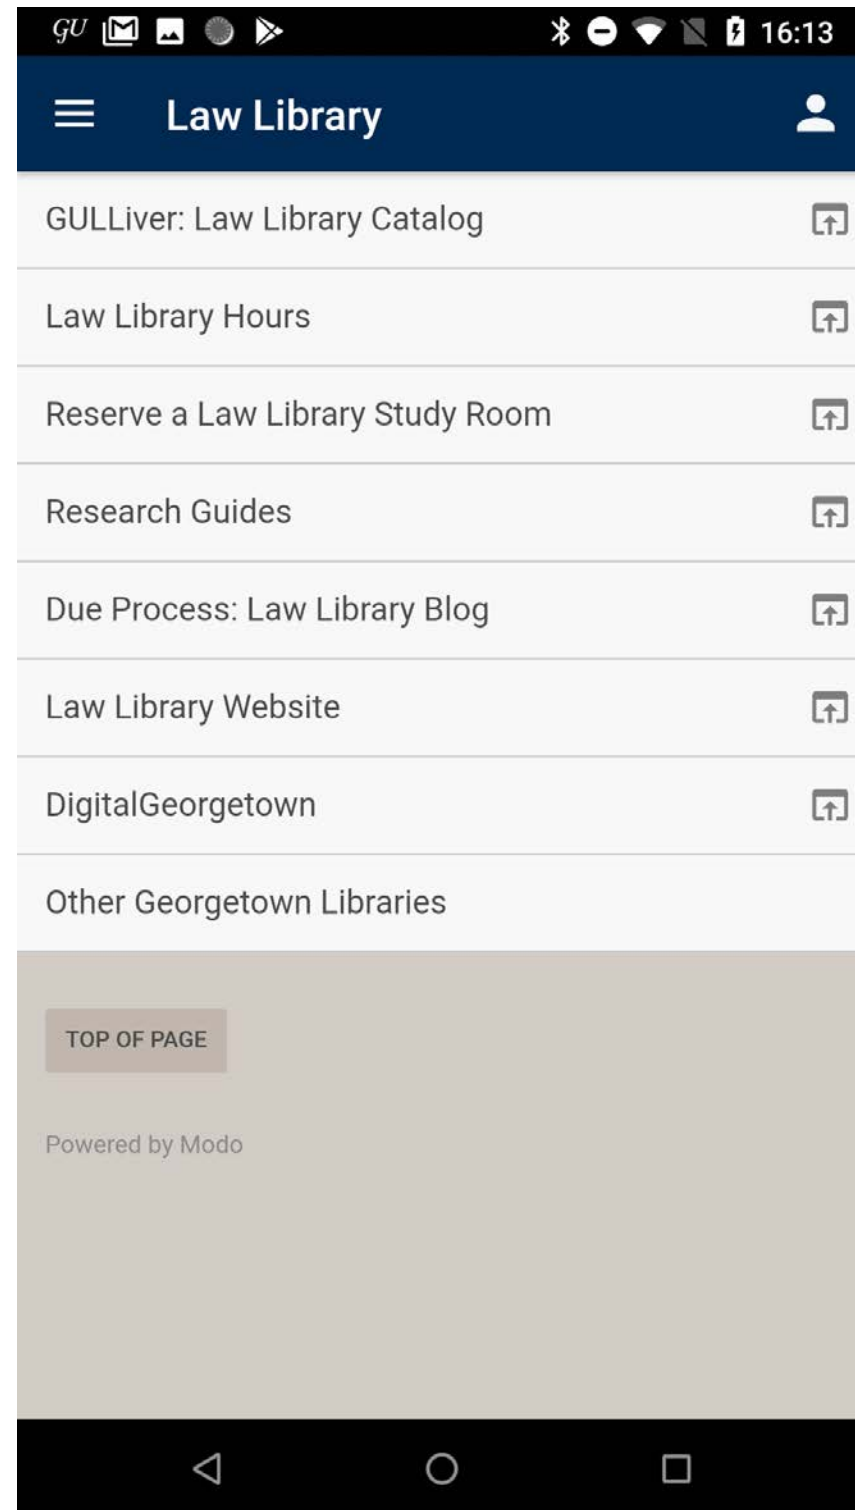 GU 16:13
Law Library
GULLiver: Law Library Catalog
Law Library Hours
Reserve a Law Library Study Room
Research Guides
Due Process: Law Library Blog
Law Library Website
DigitalGeorgetown
Other Georgetown Libraries
TOP OF PAGE
Powered by Modo